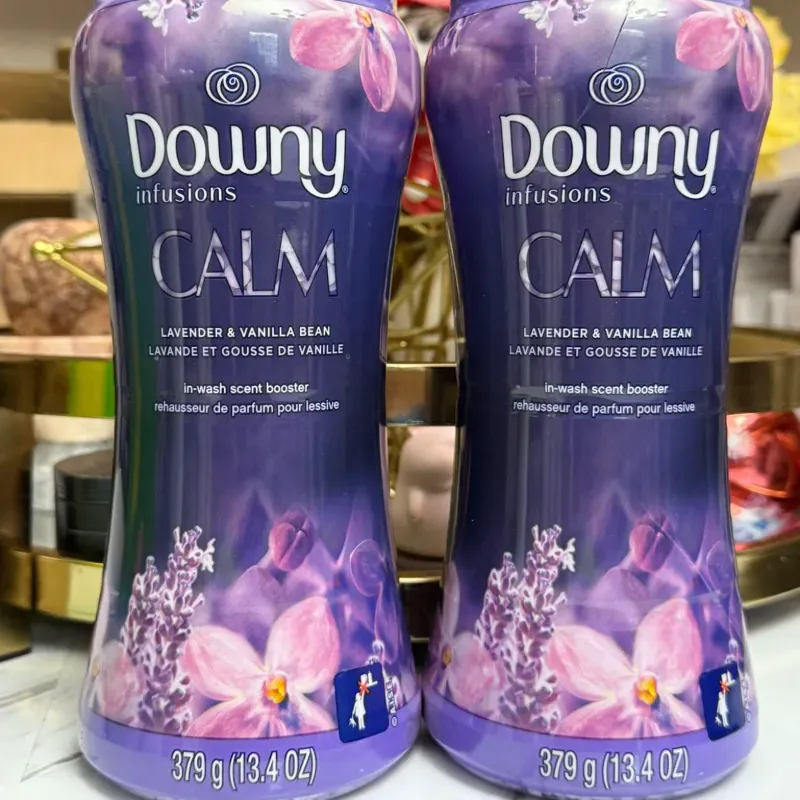 Downy
infusions
CALM
LAVENDER & VANILLA BEAN
LAVANDE ET GOUSSE DE VANILLE
in-wash scent booster
rehausseur de parfum pour lessive
379 g (13.4 OZ)
Downy
infusions
CALM
LAVENDER & VANILLA BEAN
LAVANDE ET GOUSSE DE VANILLE
in-wash scent booster
rehausseur de parfum pour lessive
379 g (13.4 OZ)